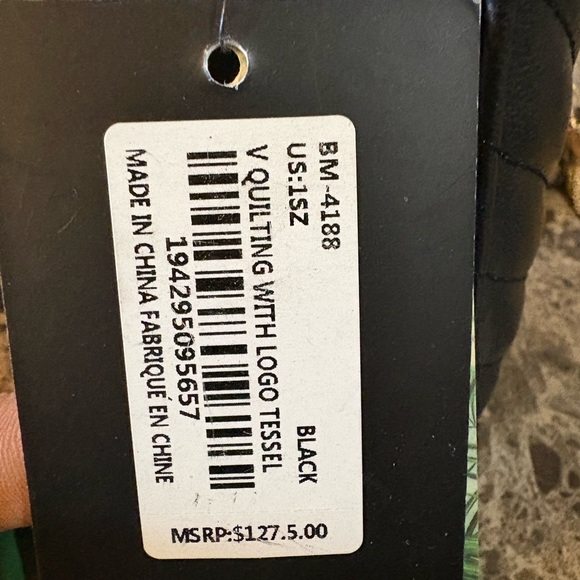 BM-4188
US:1SZ BLACK
V QUILTING WITH LOGO TESSEL
194295095657
MADE IN CHINA FABRIQUÉ EN CHINE
MSRP:$127.5.00